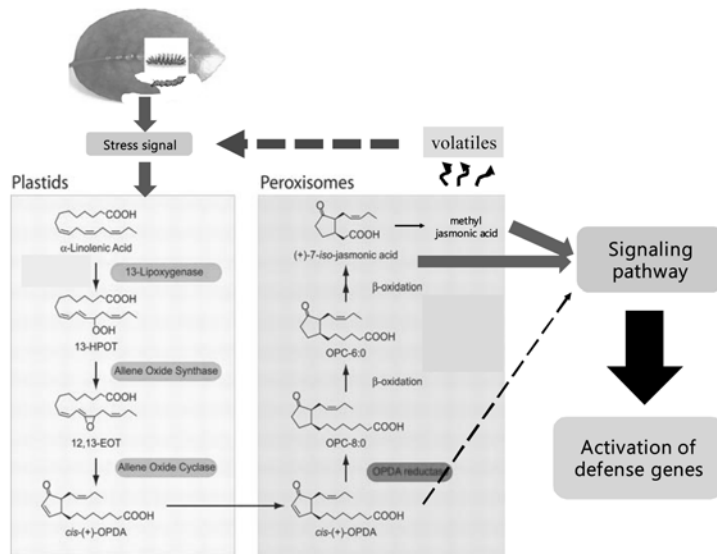 Stress signal
volatiles
Plastids
Peroxisomes
COOH
α-Linolenic Acid
13-Lipoxygenase
COOH
OOH
13-HPOT
Allene Oxide Synthase
COOH
O
12,13-EOT
Allene Oxide Cyclase
O
COOH
cis-(+)-OPDA
O
COOH
(+)-7-iso-jasmonic acid
methyl
jasmonic acid
β-oxidation
O
COOH
OPC-6:0
β-oxidation
O
COOH
OPC-8:0
OPDA reductase
O
COOH
cis-(+)-OPDA
Signaling
pathway
Activation of
defense genes